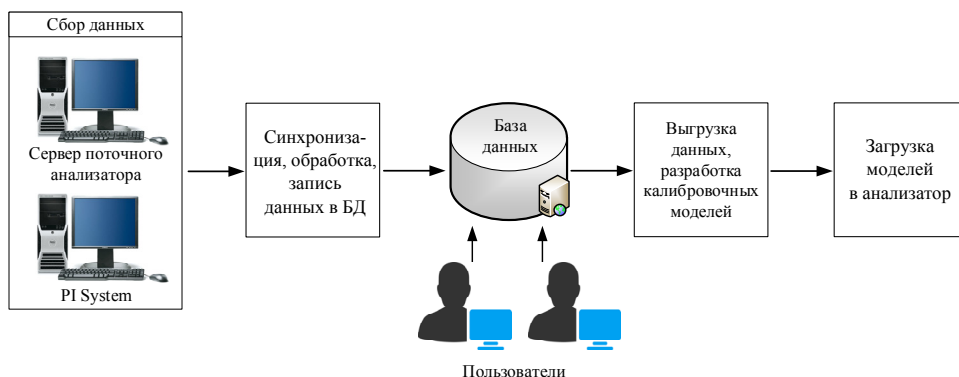 Сбор данных
Сервер поточного
анализатора
PI System
Синхрониза-
ция, обработка,
запись
данных в БД
База
данных
Выгрузка
данных,
разработка
калибровочных
моделей
Загрузка
моделей
в анализатор
Пользователи